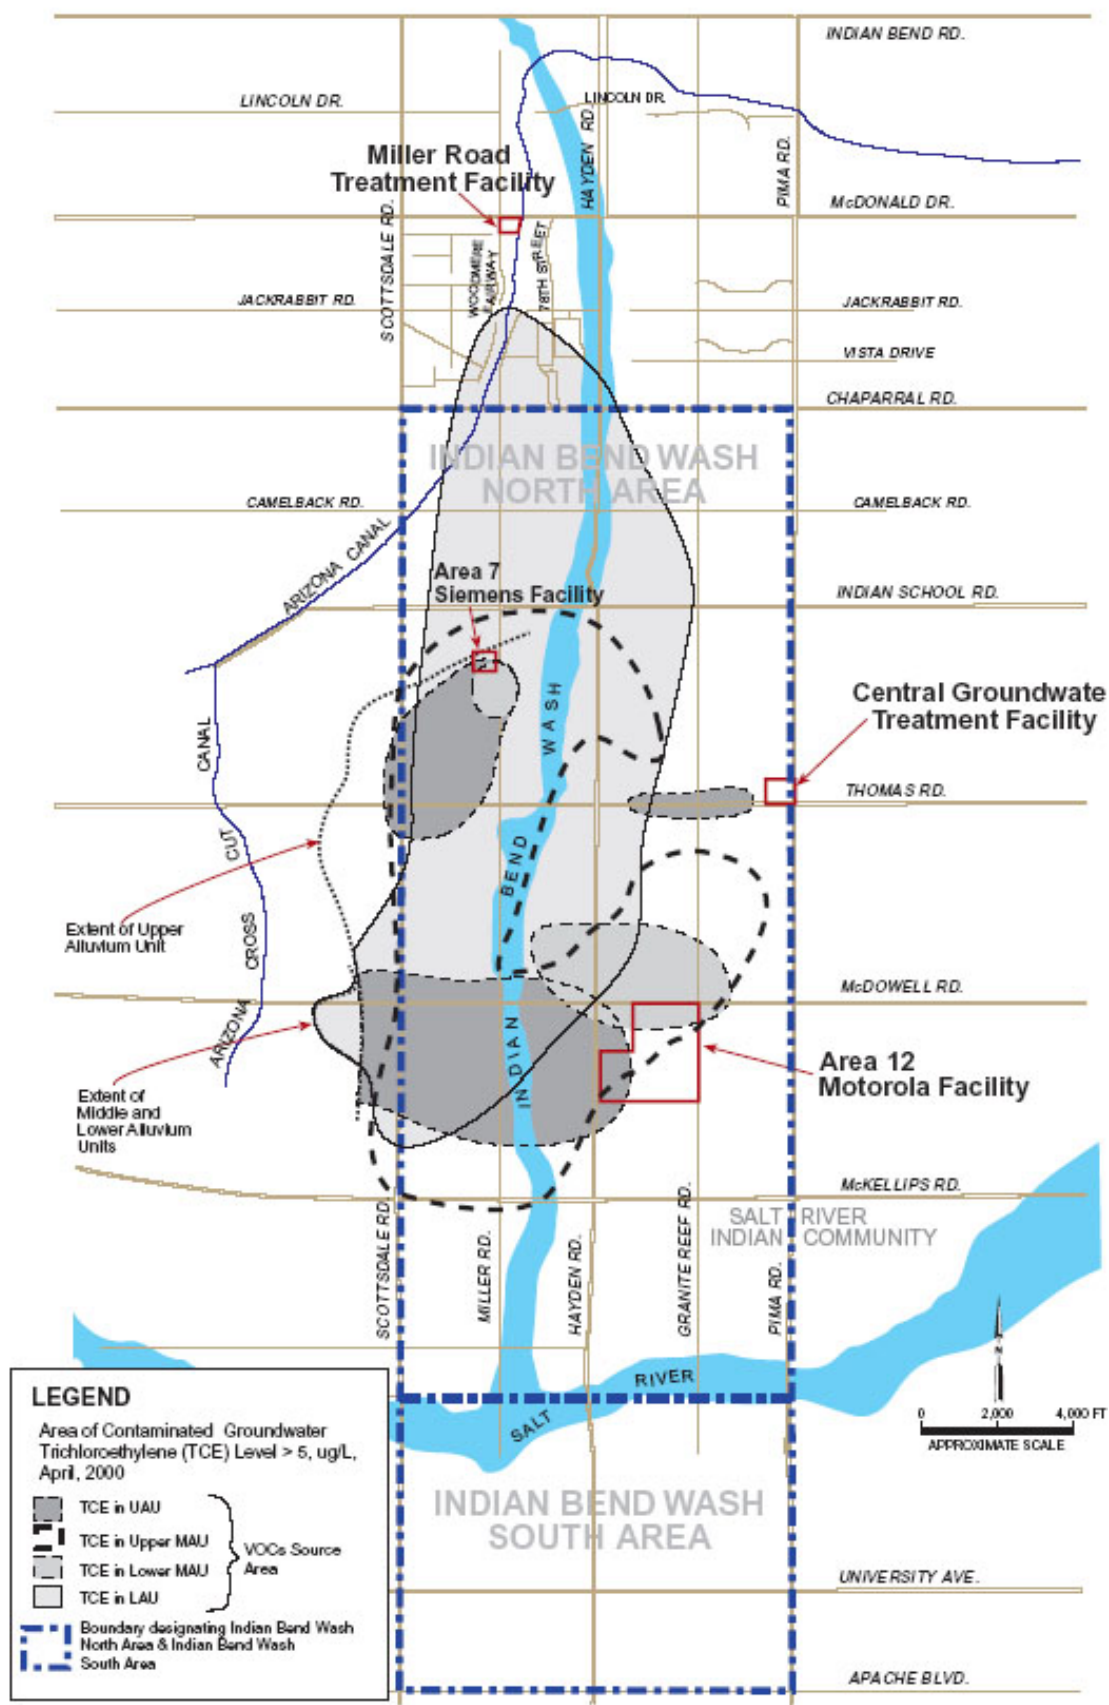 INDIAN BEND RD.
LINCOLN DR.
LINCOLN DR.
HAYDEN RD.
PIMA RD.
Miller Road
Treatment Facility
SCOTTSDALE RD.
McDONALD DR.
WOODMERE
FAIRWAY
78TH STREET
JACKRABBIT RD.
JACKRABBIT RD.
VISTA DRIVE
CHAPARRAL RD.
INDIAN BEND WASH
NORTH AREA
CAMELBACK RD.
CAMELBACK RD.
ARIZONA CANAL
Area 7
Siemens Facility
INDIAN SCHOOL RD.
Central Groundwate
Treatment Facility
THOMAS RD.
ARIZONA CROSS CUT CANAL
INDIAN BEND WASH
Extent of Upper
Alluvium Unit
McDOWELL RD.
Area 12
Motorola Facility
Extent of
Middle and
Lower Alluvium
Units
McKELLIPS RD.
SALT RIVER
INDIAN COMMUNITY
SCOTTSDALE RD.
MILLER RD.
HAYDEN RD.
GRANITE REEF RD.
PIMA RD.
SALT RIVER
N
0 2,000 4,000 FT
APPROXIMATE SCALE
LEGEND
Area of Contaminated Groundwater
Trichloroethylene (TCE) Level > 5, ug/L,
April, 2000
TCE in UAU
TCE in Upper MAU
TCE in Lower MAU
TCE in LAU
VOCs Source
Area
Boundary designating Indian Bend Wash
North Area & Indian Bend Wash
South Area
INDIAN BEND WASH
SOUTH AREA
UNIVERSITY AVE.
APACHE BLVD.